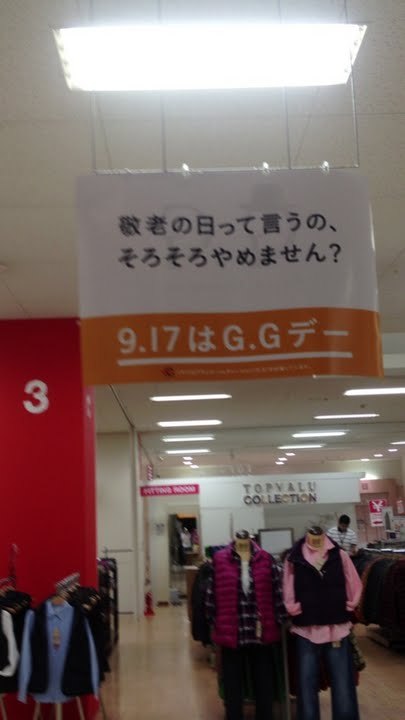 敬老の日って言うの、
そろそろやめません?
9.17はG.Gデー
3
FITTING ROOM
TOPVALU
COLLECTION